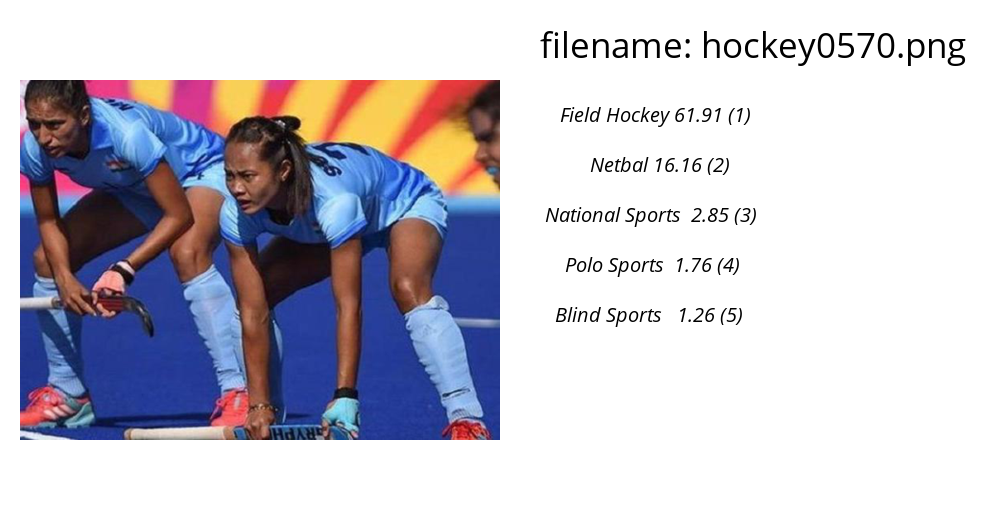 filename: hockey0570.png
Field Hockey 61.91 (1)
Netbal 16.16 (2)
National Sports 2.85 (3)
Polo Sports 1.76 (4)
Blind Sports 1.26 (5)